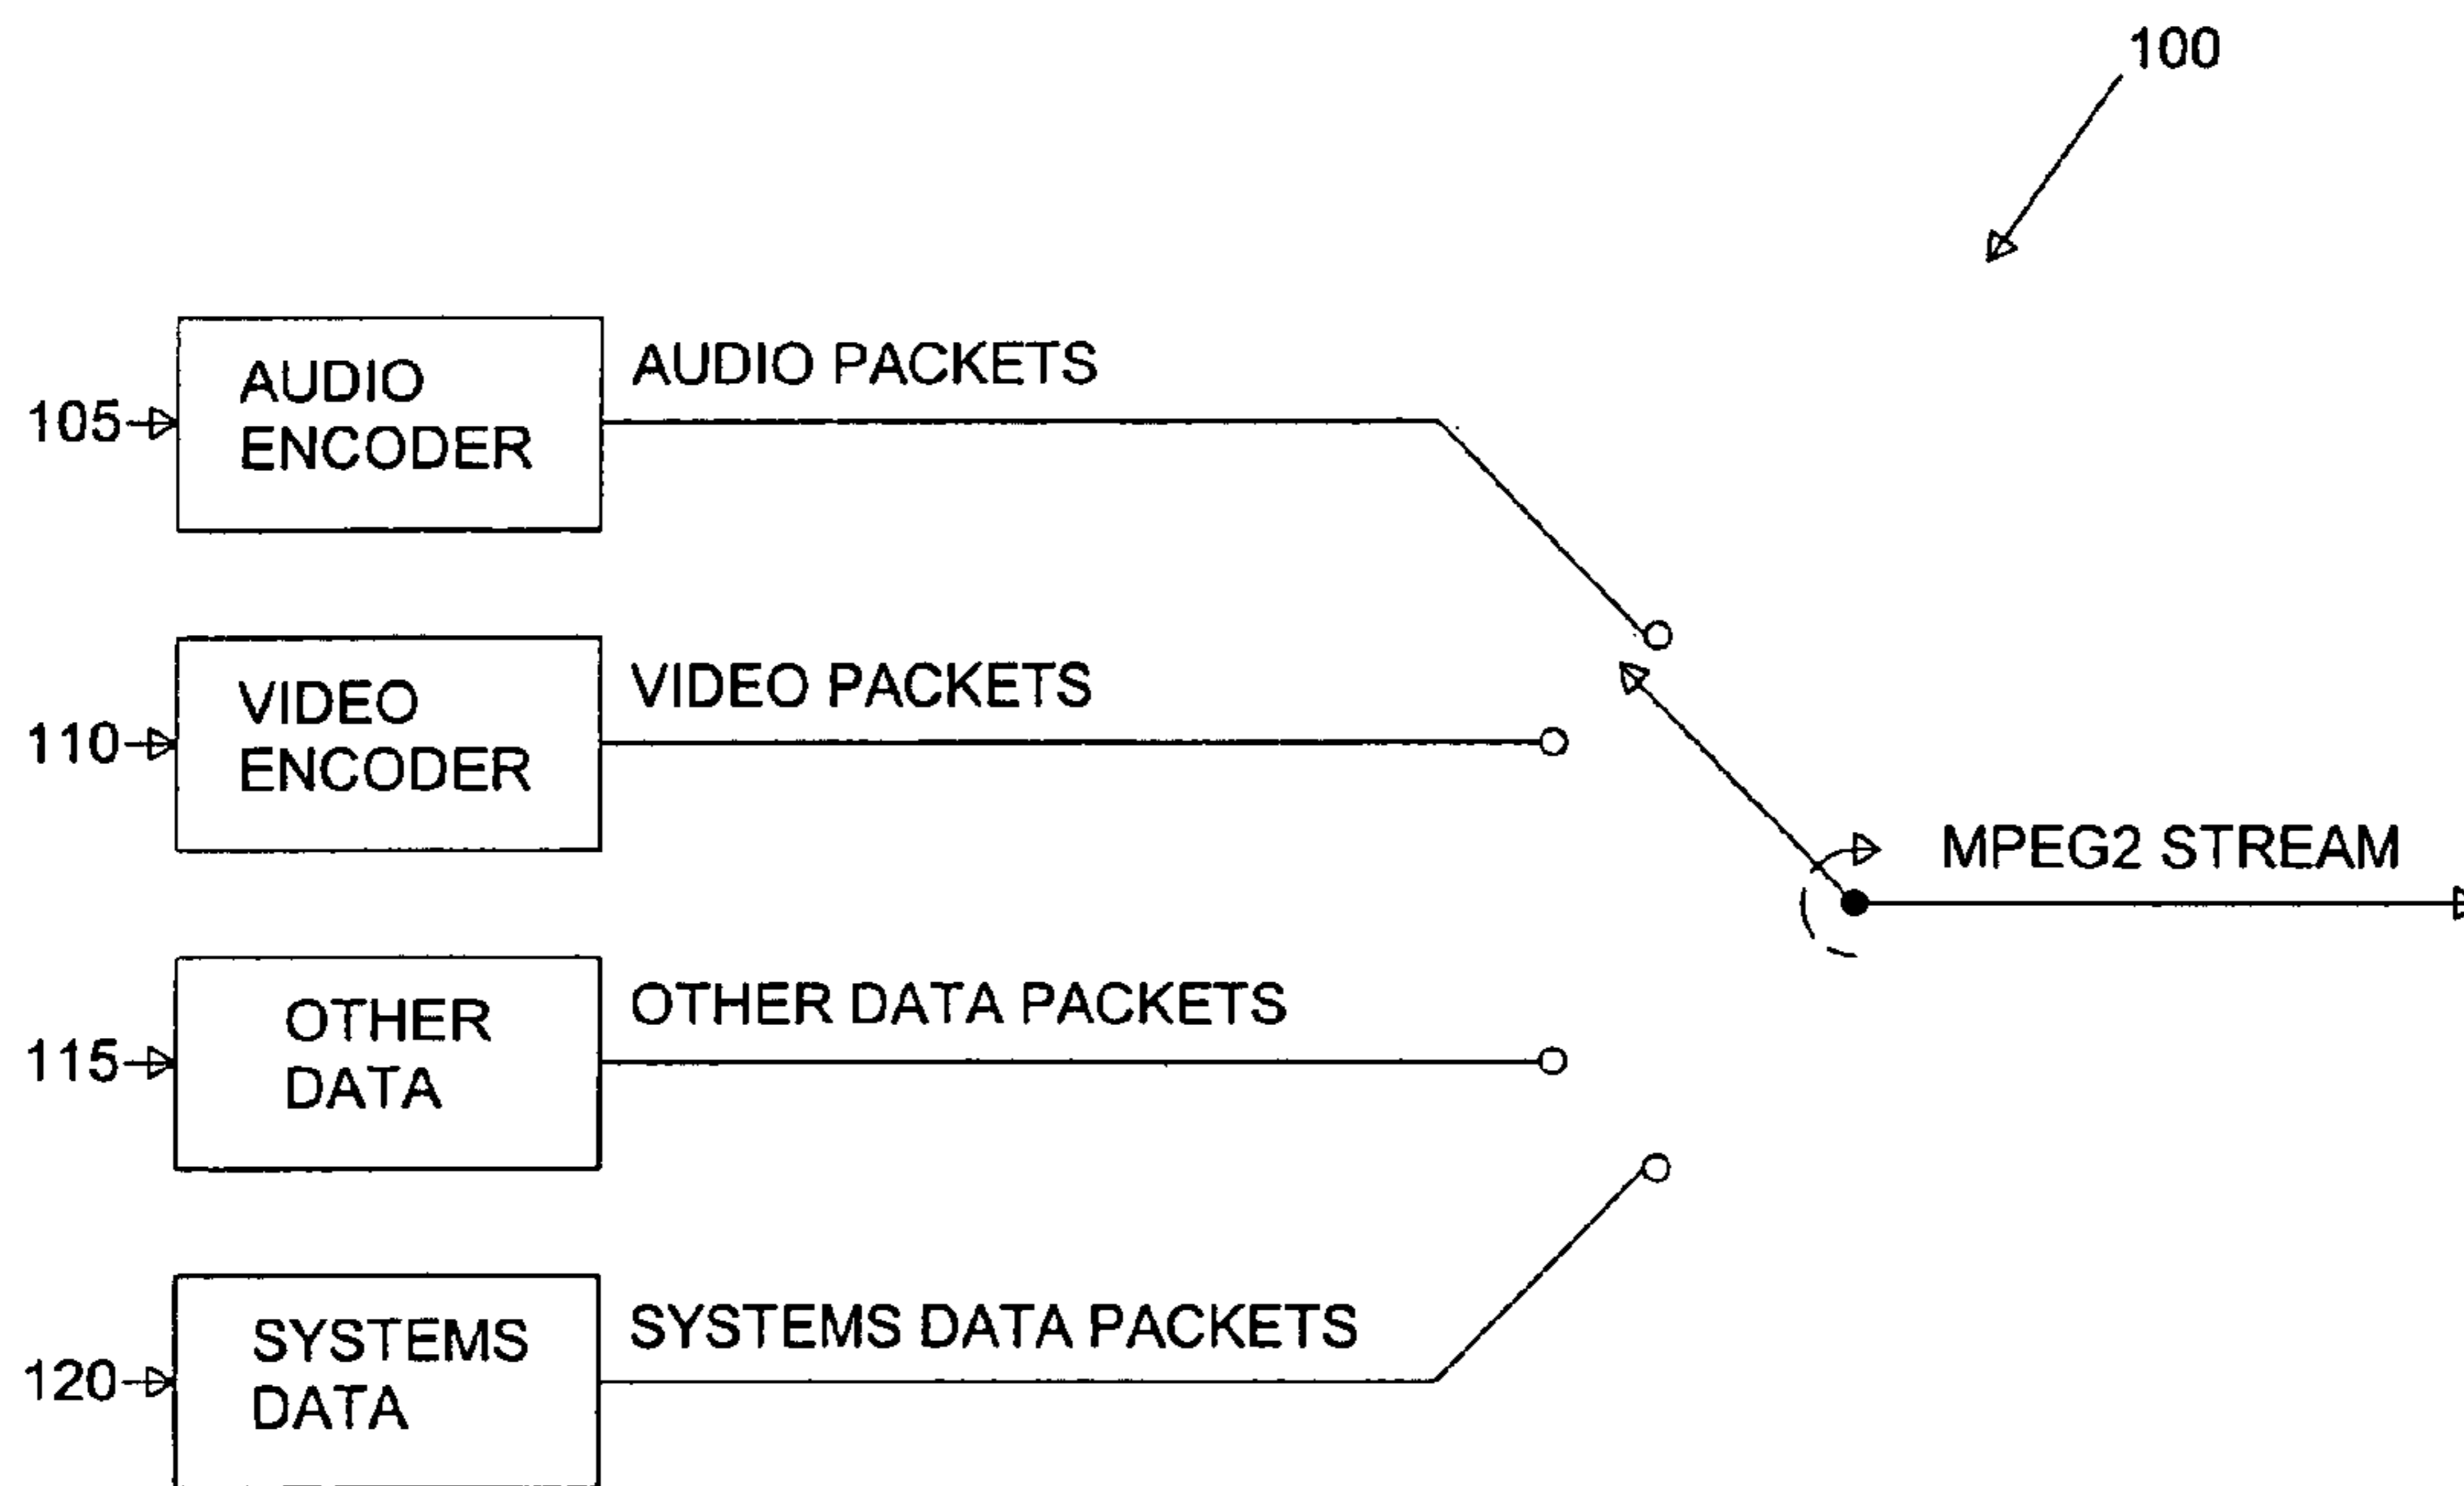 100
AUDIO
ENCODER
AUDIO PACKETS
105
VIDEO
ENCODER
VIDEO PACKETS
110
MPEG2 STREAM
OTHER
DATA
OTHER DATA PACKETS
115
SYSTEMS
DATA
SYSTEMS DATA PACKETS
120